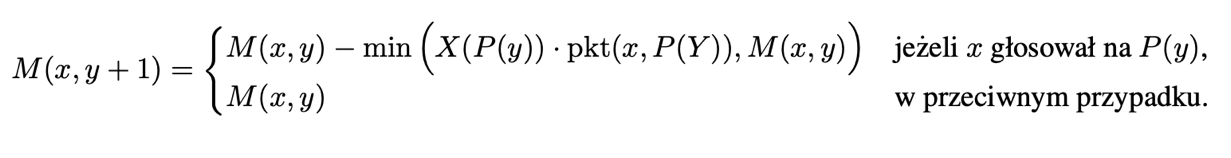 M(x, y + 1) = { M(x, y) − min (X(P(y)) · pkt(x, P(Y)), M(x, y)) jeżeli x głosował na P(y),
M(x, y) w przeciwnym przypadku.